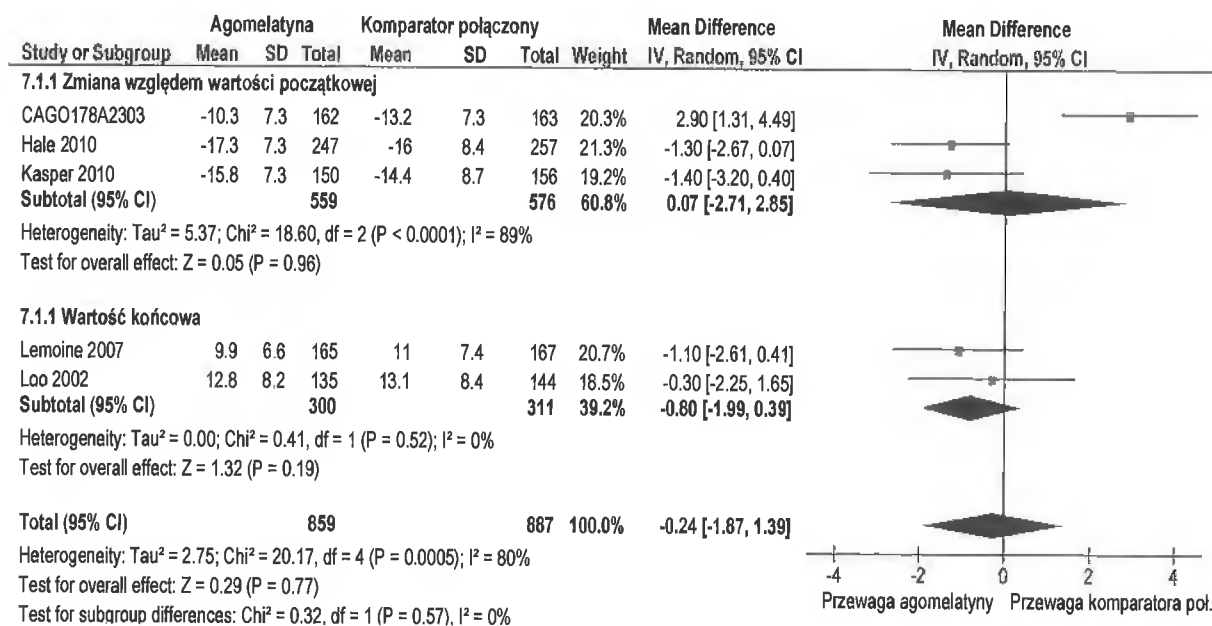 Agomelatyna Komparator połączony Mean Difference Mean Difference
Study or Subgroup Mean SD Total Mean SD Total Weight IV, Random, 95% CI IV, Random, 95% CI
7.1.1 Zmiana względem wartości początkowej
CAGO178A2303 -10.3 7.3 162 -13.2 7.3 163 20.3% 2.90 [1.31, 4.49]
Hale 2010 -17.3 7.3 247 -16 8.4 257 21.3% -1.30 [-2.67, 0.07]
Kasper 2010 -15.8 7.3 150 -14.4 8.7 156 19.2% -1.40 [-3.20, 0.40]
Subtotal (95% CI) 559 576 60.8% 0.07 [-2.71, 2.85]
Heterogeneity: Tau² = 5.37; Chi² = 18.60, df = 2 (P < 0.0001); I² = 89%
Test for overall effect: Z = 0.05 (P = 0.96)
7.1.1 Wartość końcowa
Lemoine 2007 9.9 6.6 165 11 7.4 167 20.7% -1.10 [-2.61, 0.41]
Loo 2002 12.8 8.2 135 13.1 8.4 144 18.5% -0.30 [-2.25, 1.65]
Subtotal (95% CI) 300 311 39.2% -0.80 [-1.99, 0.39]
Heterogeneity: Tau² = 0.00; Chi² = 0.41, df = 1 (P = 0.52); I² = 0%
Test for overall effect: Z = 1.32 (P = 0.19)
Total (95% CI) 859 887 100.0% -0.24 [-1.87, 1.39]
Heterogeneity: Tau² = 2.75; Chi² = 20.17, df = 4 (P = 0.0005); I² = 80%
Test for overall effect: Z = 0.29 (P = 0.77)
Test for subgroup differences: Chi² = 0.32, df = 1 (P = 0.57), I² = 0%
-4 -2 0 2 4
Przewaga agomelatyny Przewaga komparatora poł.